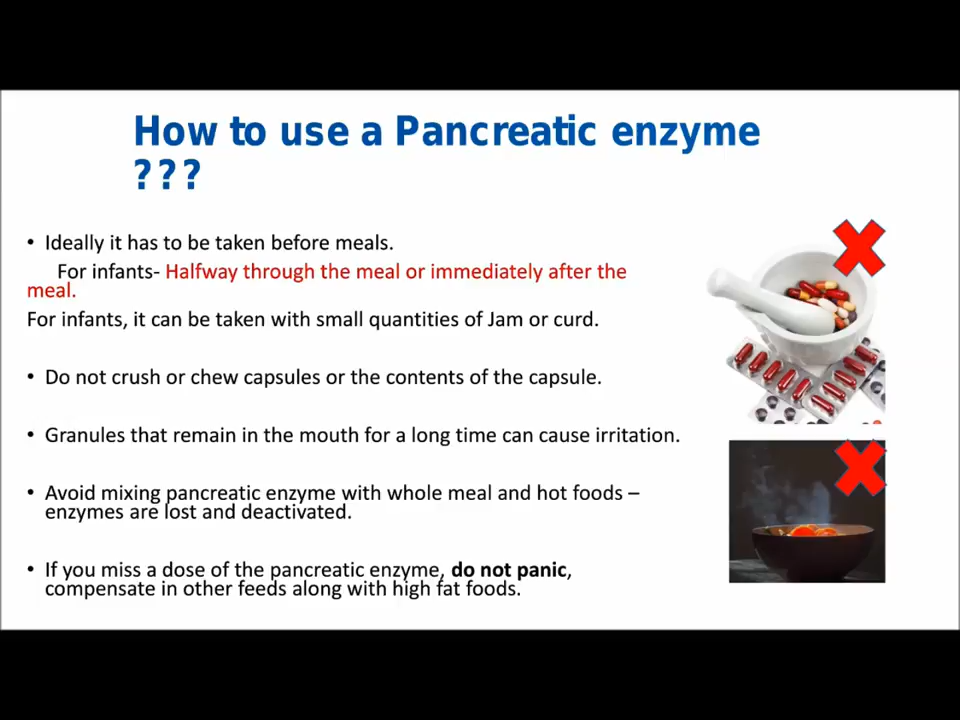 How to use a Pancreatic enzyme
???
• Ideally it has to be taken before meals.
For infants- Halfway through the meal or immediately after the
meal.
For infants, it can be taken with small quantities of Jam or curd.
• Do not crush or chew capsules or the contents of the capsule.
• Granules that remain in the mouth for a long time can cause irritation.
• Avoid mixing pancreatic enzyme with whole meal and hot foods –
enzymes are lost and deactivated.
• If you miss a dose of the pancreatic enzyme, do not panic,
compensate in other feeds along with high fat foods.